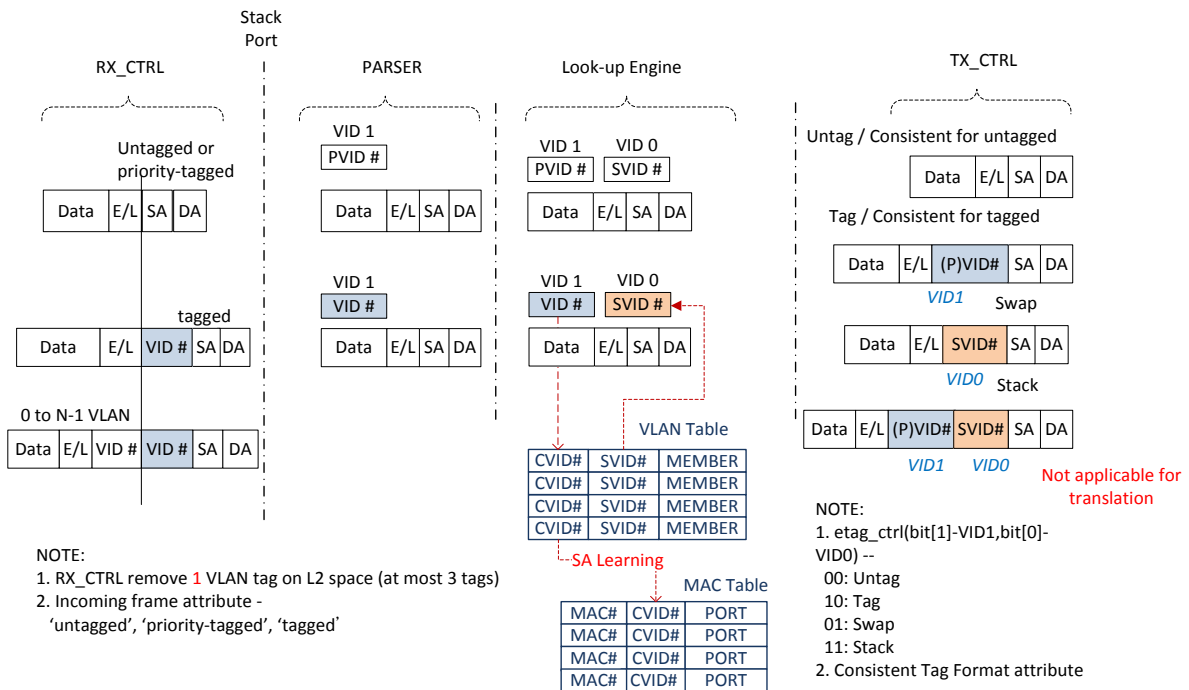 Stack
Port
RX_CTRL
PARSER
Look-up Engine
TX_CTRL
Untagged or
priority-tagged
Data E/L SA DA
tagged
Data E/L VID # SA DA
0 to N-1 VLAN
Data E/L VID # VID # SA DA
NOTE:
1. RX_CTRL remove 1 VLAN tag on L2 space (at most 3 tags)
2. Incoming frame attribute -
‘untagged’, ‘priority-tagged’, ‘tagged’
VID 1
PVID #
Data E/L SA DA
VID 1
VID #
Data E/L SA DA
VID 1 VID 0
PVID # SVID #
Data E/L SA DA
VID 1 VID 0
VID # SVID #
Data E/L SA DA
VLAN Table
CVID# SVID# MEMBER
CVID# SVID# MEMBER
CVID# SVID# MEMBER
CVID# SVID# MEMBER
SA Learning
MAC Table
MAC# CVID# PORT
MAC# CVID# PORT
MAC# CVID# PORT
MAC# CVID# PORT
Untag / Consistent for untagged
Data E/L SA DA
Tag / Consistent for tagged
Data E/L (P)VID# SA DA
VID1
Swap
Data E/L SVID# SA DA
VID0
Stack
Data E/L (P)VID# SVID# SA DA
VID1 VID0
Not applicable for
translation
NOTE:
1. etag_ctrl(bit[1]-VID1,bit[0]-
VID0) --
00: Untag
10: Tag
01: Swap
11: Stack
2. Consistent Tag Format attribute